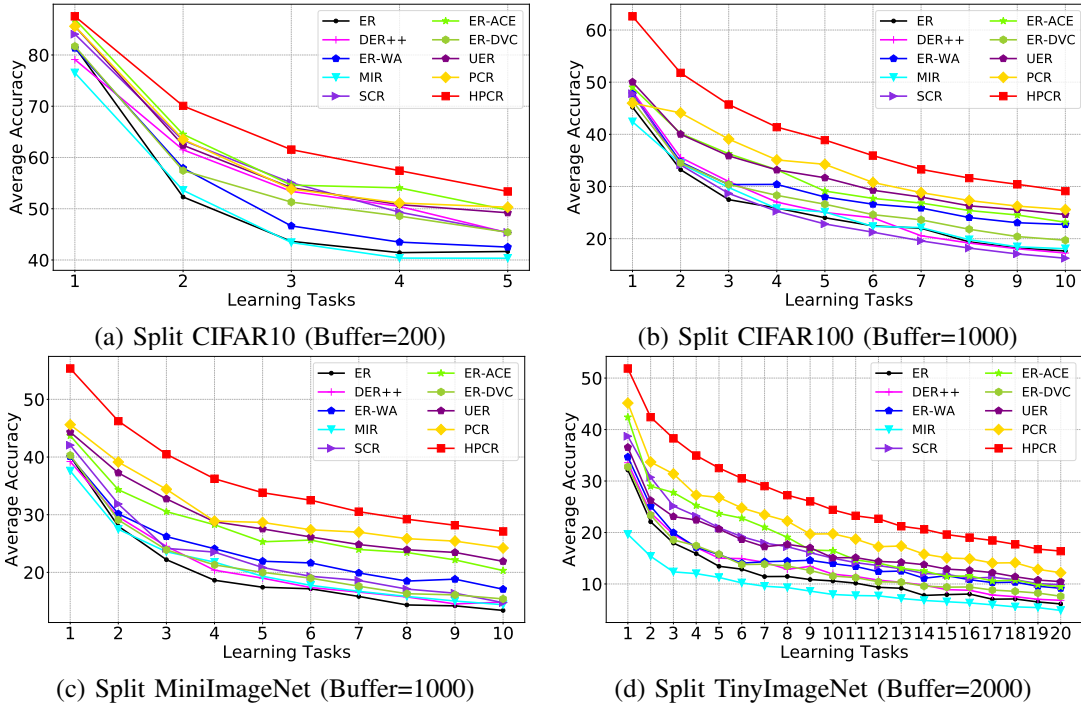 80
70
60
50
40
Average Accuracy
1 2 3 4 5
Learning Tasks
ER
DER++
ER-WA
MIR
SCR
ER-ACE
ER-DVC
UER
PCR
HPCR
(a) Split CIFAR10 (Buffer=200)
60
50
40
30
20
Average Accuracy
1 2 3 4 5 6 7 8 9 10
Learning Tasks
ER
DER++
ER-WA
MIR
SCR
ER-ACE
ER-DVC
UER
PCR
HPCR
(b) Split CIFAR100 (Buffer=1000)
50
40
30
20
Average Accuracy
1 2 3 4 5 6 7 8 9 10
Learning Tasks
ER
DER++
ER-WA
MIR
SCR
ER-ACE
ER-DVC
UER
PCR
HPCR
(c) Split MiniImageNet (Buffer=1000)
50
40
30
20
10
Average Accuracy
1 2 3 4 5 6 7 8 9 10 11 12 13 14 15 16 17 18 19 20
Learning Tasks
ER
DER++
ER-WA
MIR
SCR
ER-ACE
ER-DVC
UER
PCR
HPCR
(d) Split TinyImageNet (Buffer=2000)